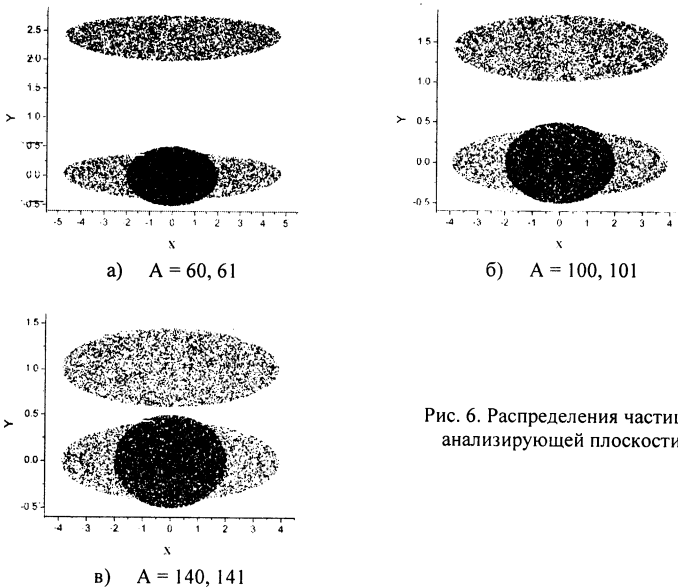 2.5
2.0
1.5
1.0
0.5
0.0
-0.5
Y
-5 -4 -3 -2 -1 0 1 2 3 4 5
X
а) А = 60, 61
1.5
1.0
0.5
0.0
-0.5
Y
-4 -3 -2 -1 0 1 2 3 4
X
б) А = 100, 101
1.5
1.0
0.5
0.0
-0.5
Y
-4 -3 -2 -1 0 1 2 3 4
X
в) А = 140, 141
Рис. 6. Распределения частиц
анализирующей плоскости